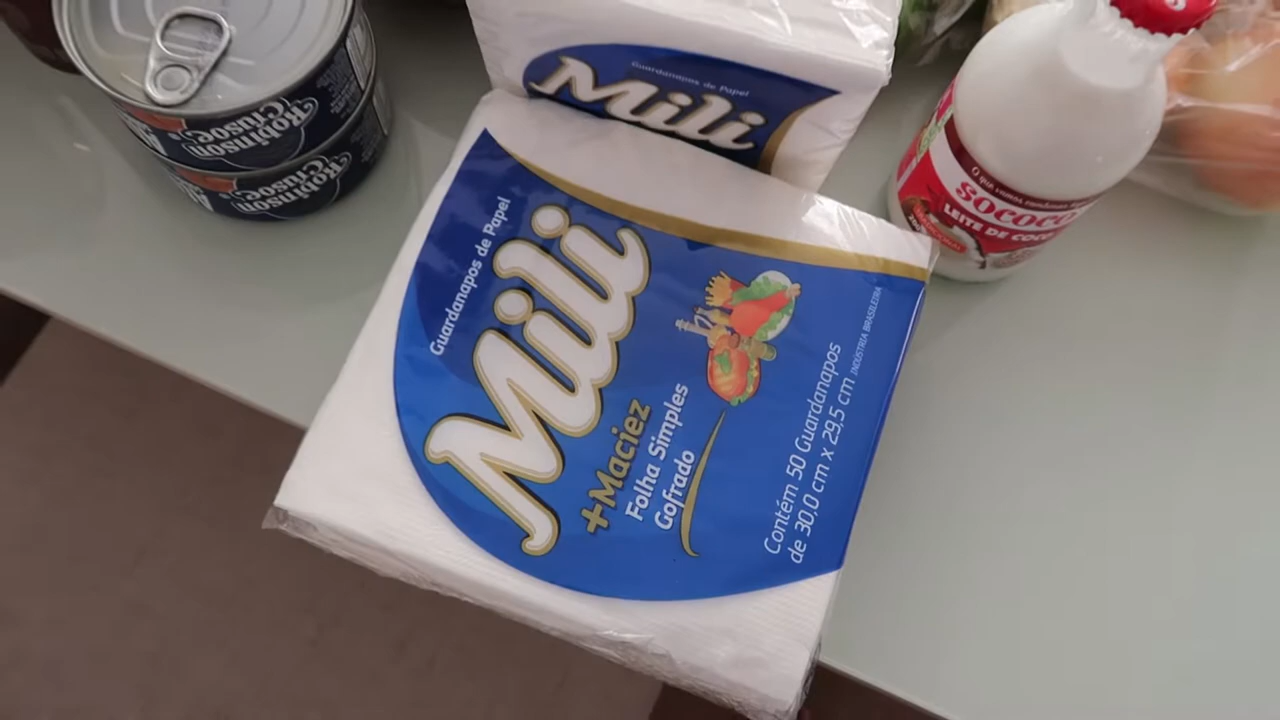 Robinson
Crusoe
Robinson
Crusoe
Guardanapos de Papel
Mili
Guardanapos de Papel
Mili
+Maciez
Folha Simples
Gofrado
Contém 50 Guardanapos
de 30,0 cm x 29,5 cm
INDÚSTRIA BRASILEIRA
SOCOCO
LEITE DE COCO